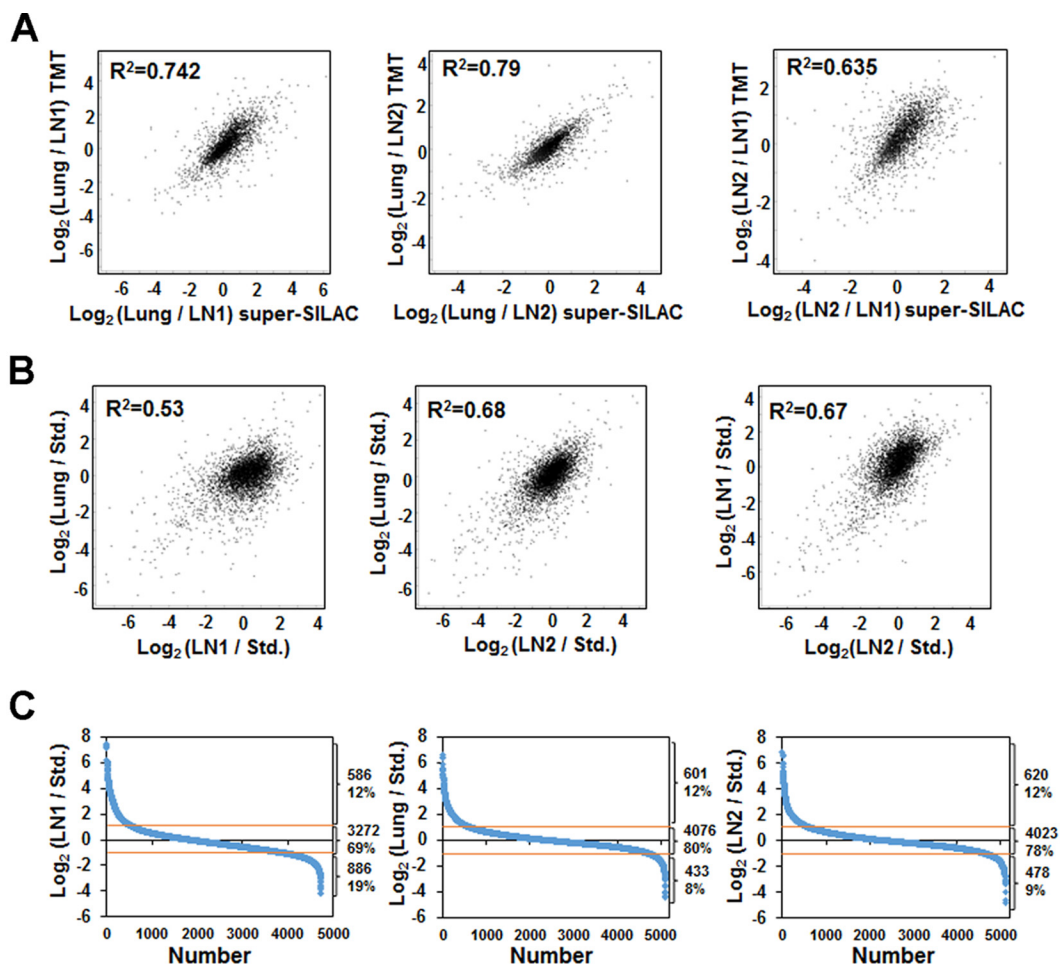 A
R²=0.742
Log₂ (Lung / LN1) TMT
4
2
0
-2
-4
-6
-6 -4 -2 0 2 4 6
Log₂ (Lung / LN1) super-SILAC
R²=0.79
Log₂ (Lung / LN2) TMT
4
2
0
-2
-4
-4 -2 0 2 4
Log₂ (Lung / LN2) super-SILAC
R²=0.635
Log₂ (LN2 / LN1) TMT
2
0
-2
-4
-4 -2 0 2 4
Log₂ (LN2 / LN1) super-SILAC
B
R²=0.53
Log₂ (Lung / Std.)
4
2
0
-2
-4
-6
-6 -4 -2 0 2 4
Log₂ (LN1 / Std.)
R²=0.68
Log₂ (Lung / Std.)
4
2
0
-2
-4
-6
-6 -4 -2 0 2 4
Log₂ (LN2 / Std.)
R²=0.67
Log₂ (LN1 / Std.)
4
2
0
-2
-4
-6
-6 -4 -2 0 2 4
Log₂(LN2 / Std.)
C
Log₂ (LN1 / Std.)
8
6
4
2
0
-2
-4
-6
0 1000 2000 3000 4000 5000
Number
586
12%
3272
69%
886
19%
Log₂ (Lung / Std.)
8
6
4
2
0
-2
-4
-6
0 1000 2000 3000 4000 5000
Number
601
12%
4076
80%
433
8%
Log₂ (LN2 / Std.)
8
6
4
2
0
-2
-4
-6
0 1000 2000 3000 4000 5000
Number
620
12%
4023
78%
478
9%